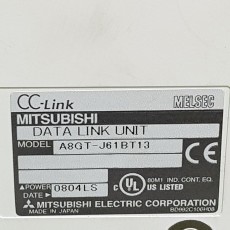 CC-Link MELSEC
MITSUBISHI
DATA LINK UNIT
MODEL A8GT-J61BT13
80M1 IND. CONT. EQ.
C UL US LISTED CE
POWER 0804LS
DATE
MITSUBISHI ELECTRIC CORPORATION
MADE IN JAPAN